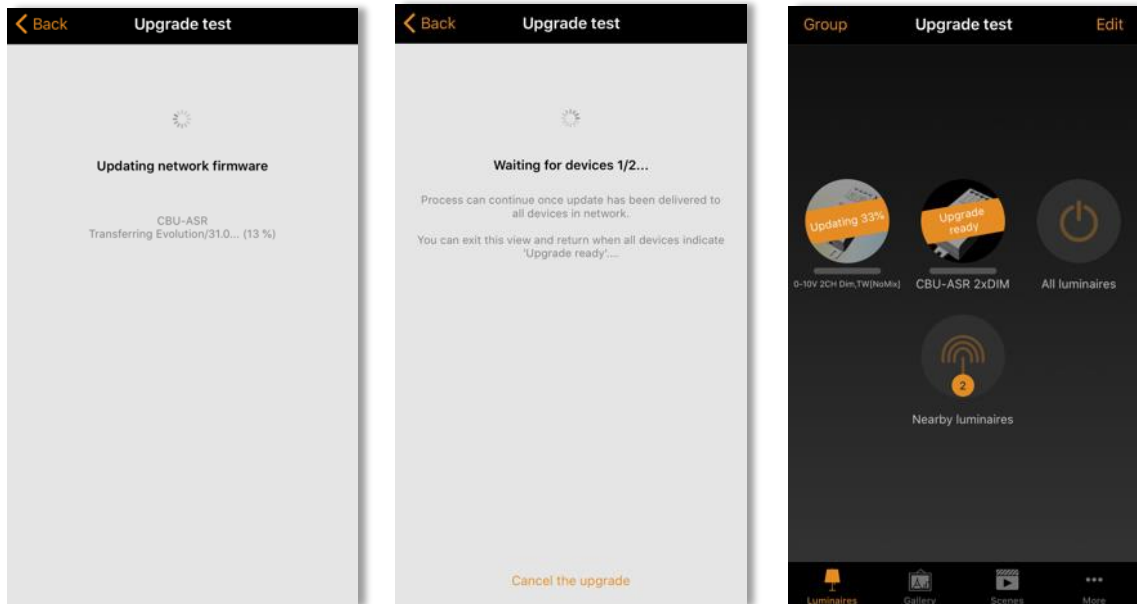 Back
Upgrade test
Updating network firmware
CBU-ASR
Transferring Evolution/31.0... (13 %)
Back
Upgrade test
Waiting for devices 1/2...
Process can continue once update has been delivered to
all devices in network.
You can exit this view and return when all devices indicate
'Upgrade ready'....
Cancel the upgrade
Group
Upgrade test
Edit
Updating 33%
Upgrade
ready
0-10V 2CH Dim,TW[NoMix]
CBU-ASR 2xDIM
All luminaires
2
Nearby luminaires
Luminaires
Gallery
Scenes
More